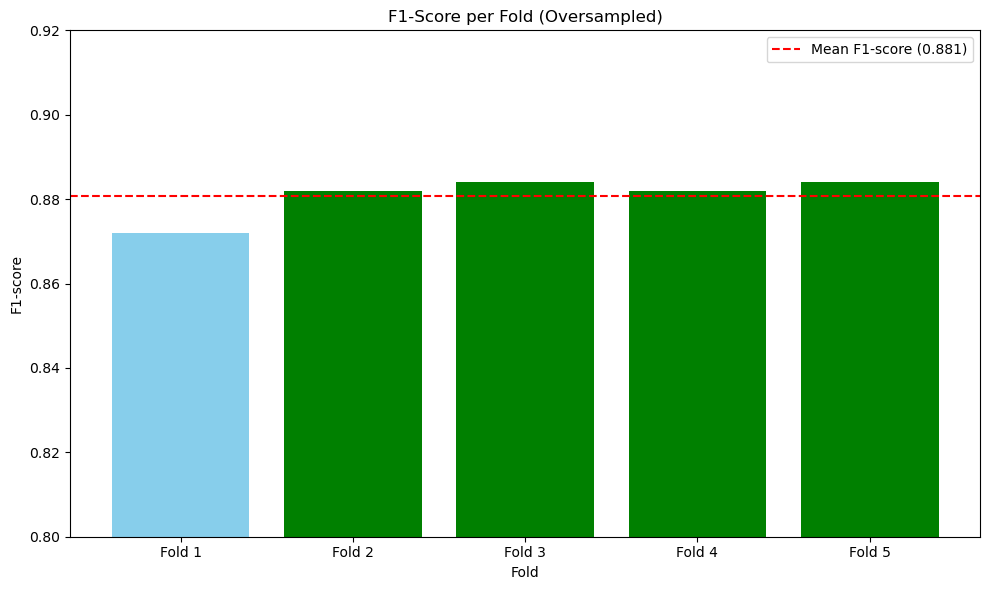 F1-Score per Fold (Oversampled)
Mean F1-score (0.881)
F1-score
0.92
0.90
0.88
0.86
0.84
0.82
0.80
Fold 1
Fold 2
Fold 3
Fold 4
Fold 5
Fold